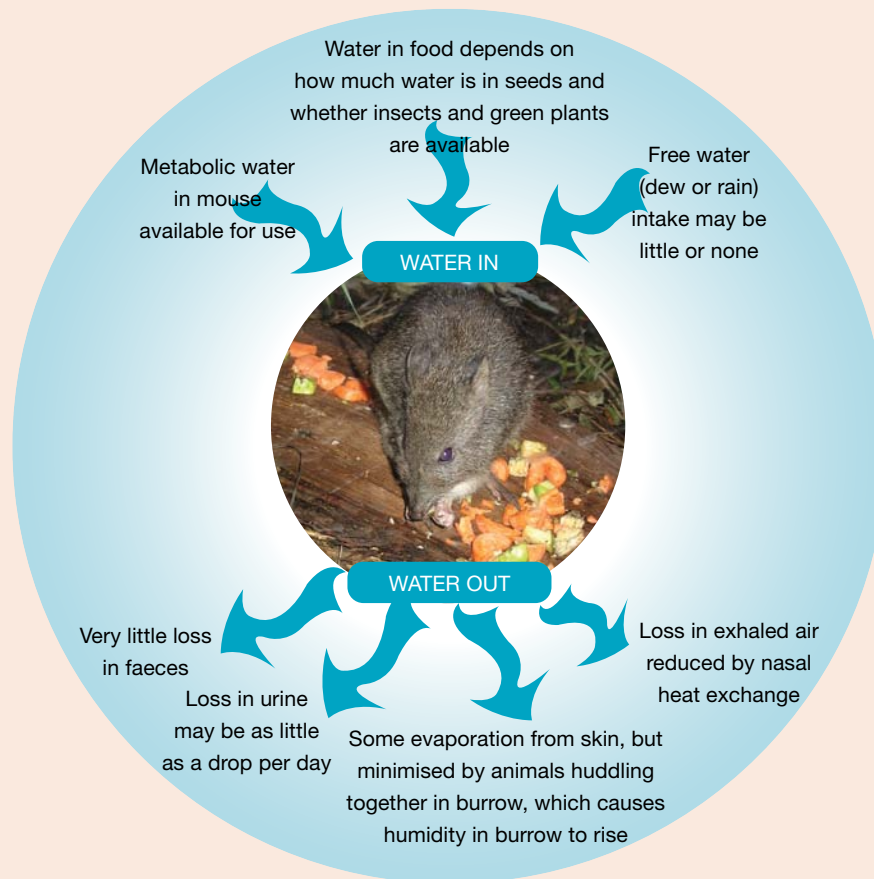 Water in food depends on
how much water is in seeds and
whether insects and green plants
are available
Metabolic water
in mouse
available for use
Free water
(dew or rain)
intake may be
little or none
WATER IN
WATER OUT
Very little loss
in faeces
Loss in urine
may be as little
as a drop per day
Some evaporation from skin, but
minimised by animals huddling
together in burrow, which causes
humidity in burrow to rise
Loss in exhaled air
reduced by nasal
heat exchange